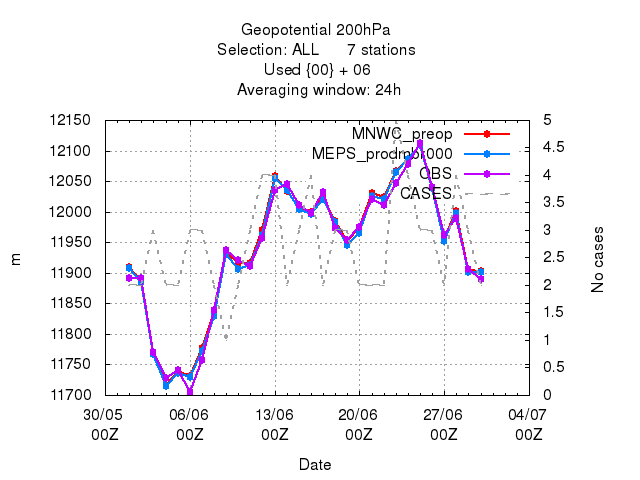 Geopotential 200hPa
Selection: ALL 7 stations
Used {00} + 06
Averaging window: 24h
MNWC_preop
MEPS_prodmbr000
OBS
CASES
12150
12100
12050
12000
11950
11900
11850
11800
11750
11700
m
5
4.5
4
3.5
3
2.5
2
1.5
1
0.5
0
No cases
30/05 06/06 13/06 20/06 27/06 04/07
00Z 00Z 00Z 00Z 00Z 00Z
Date